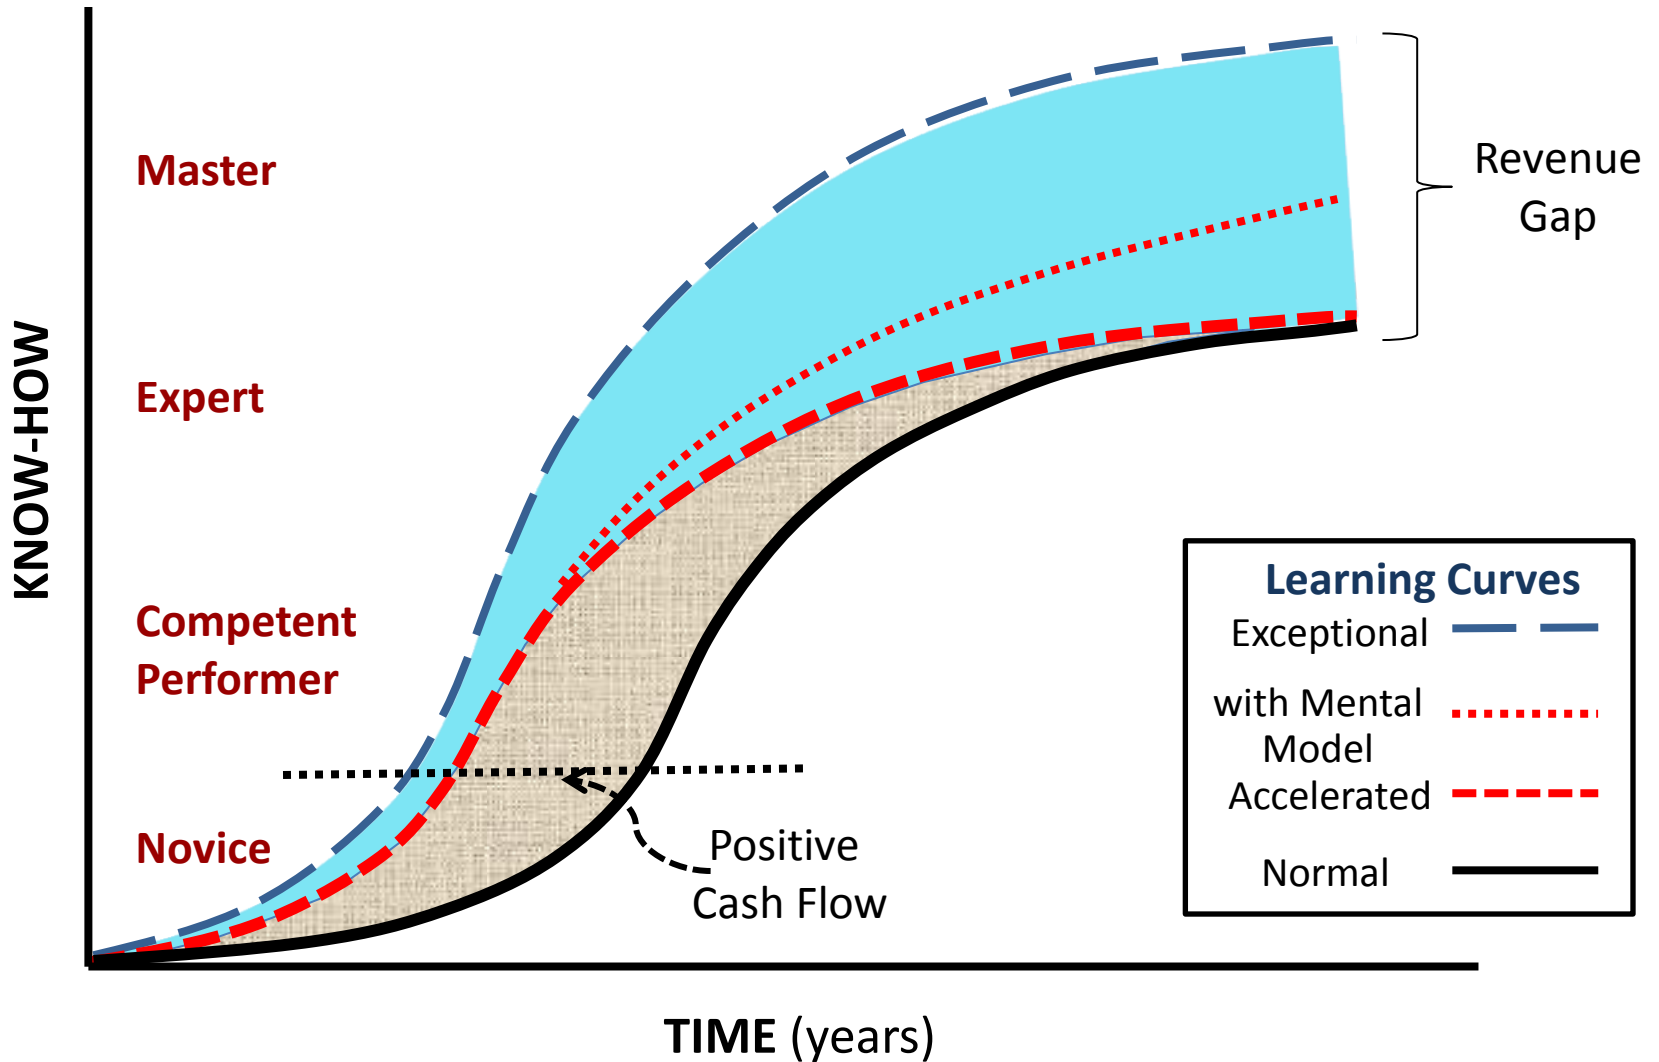 Master
Revenue
Gap
KNOW-HOW
Expert
Competent
Performer
Novice
Positive
Cash Flow
Learning Curves
Exceptional
with Mental
Model
Accelerated
Normal
TIME (years)